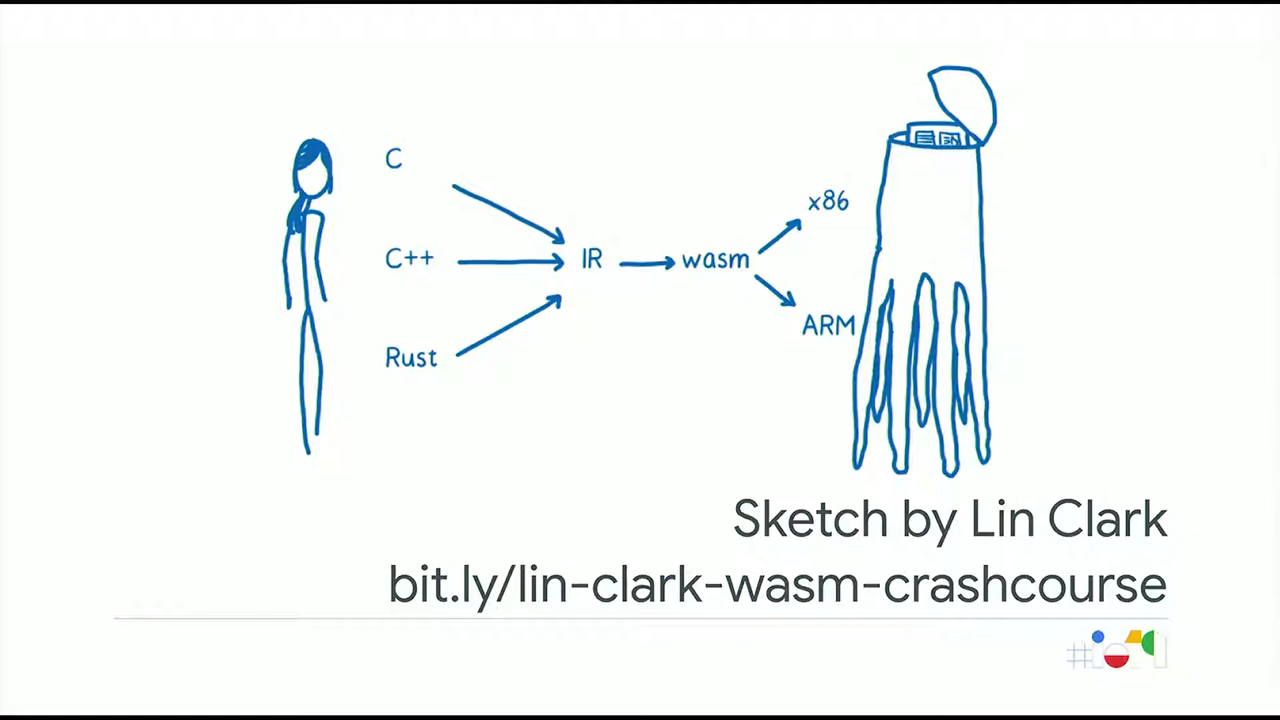 C
C++
Rust
IR
wasm
x86
ARM
Sketch by Lin Clark
bit.ly/lin-clark-wasm-crashcourse